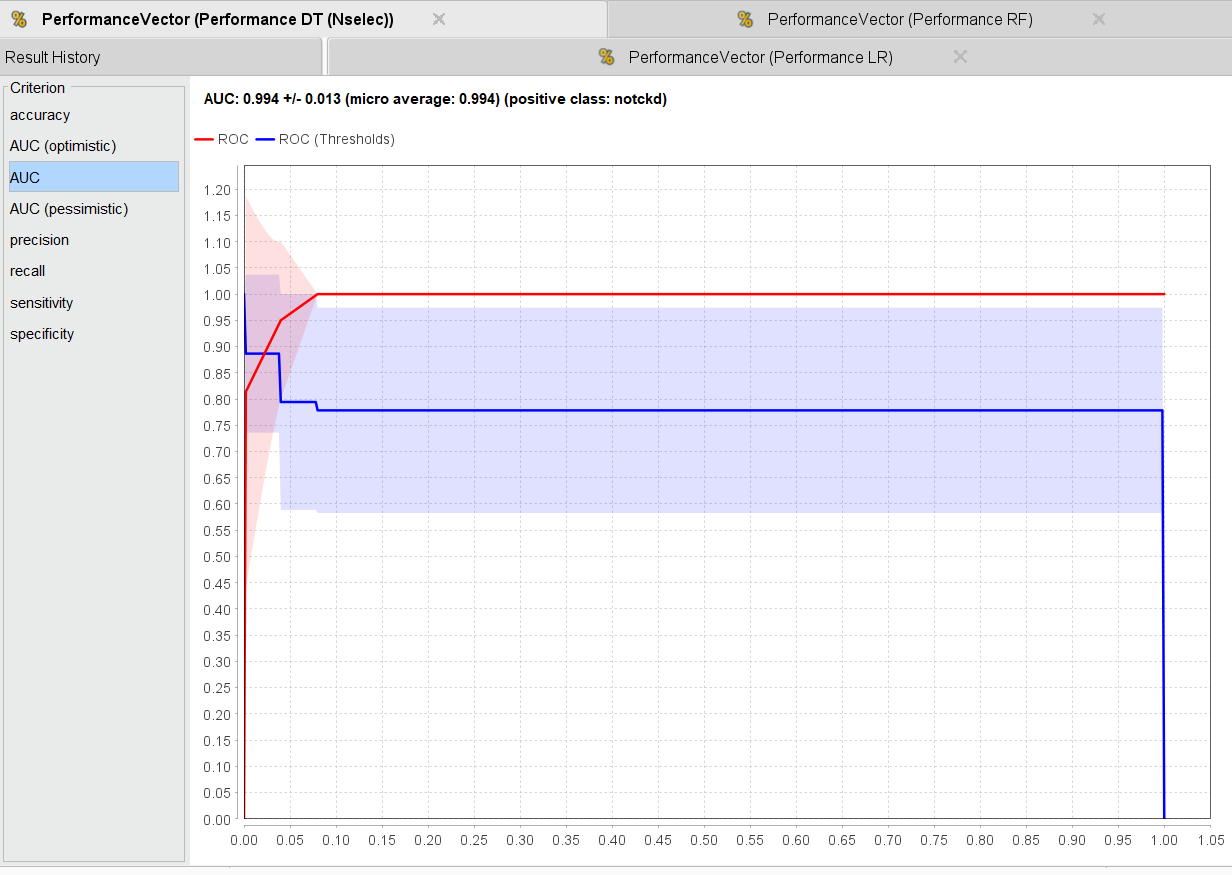 PerformanceVector (Performance DT (Nselec))
PerformanceVector (Performance RF)
Result History
PerformanceVector (Performance LR)
Criterion
accuracy
AUC (optimistic)
AUC
AUC (pessimistic)
precision
recall
sensitivity
specificity
AUC: 0.994 +/- 0.013 (micro average: 0.994) (positive class: notckd)
ROC ROC (Thresholds)
1.20
1.15
1.10
1.05
1.00
0.95
0.90
0.85
0.80
0.75
0.70
0.65
0.60
0.55
0.50
0.45
0.40
0.35
0.30
0.25
0.20
0.15
0.10
0.05
0.00
0.00 0.05 0.10 0.15 0.20 0.25 0.30 0.35 0.40 0.45 0.50 0.55 0.60 0.65 0.70 0.75 0.80 0.85 0.90 0.95 1.00 1.05